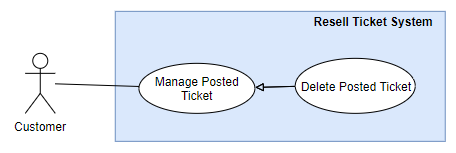 Resell Ticket System
Manage Posted
Ticket
Delete Posted Ticket
Customer